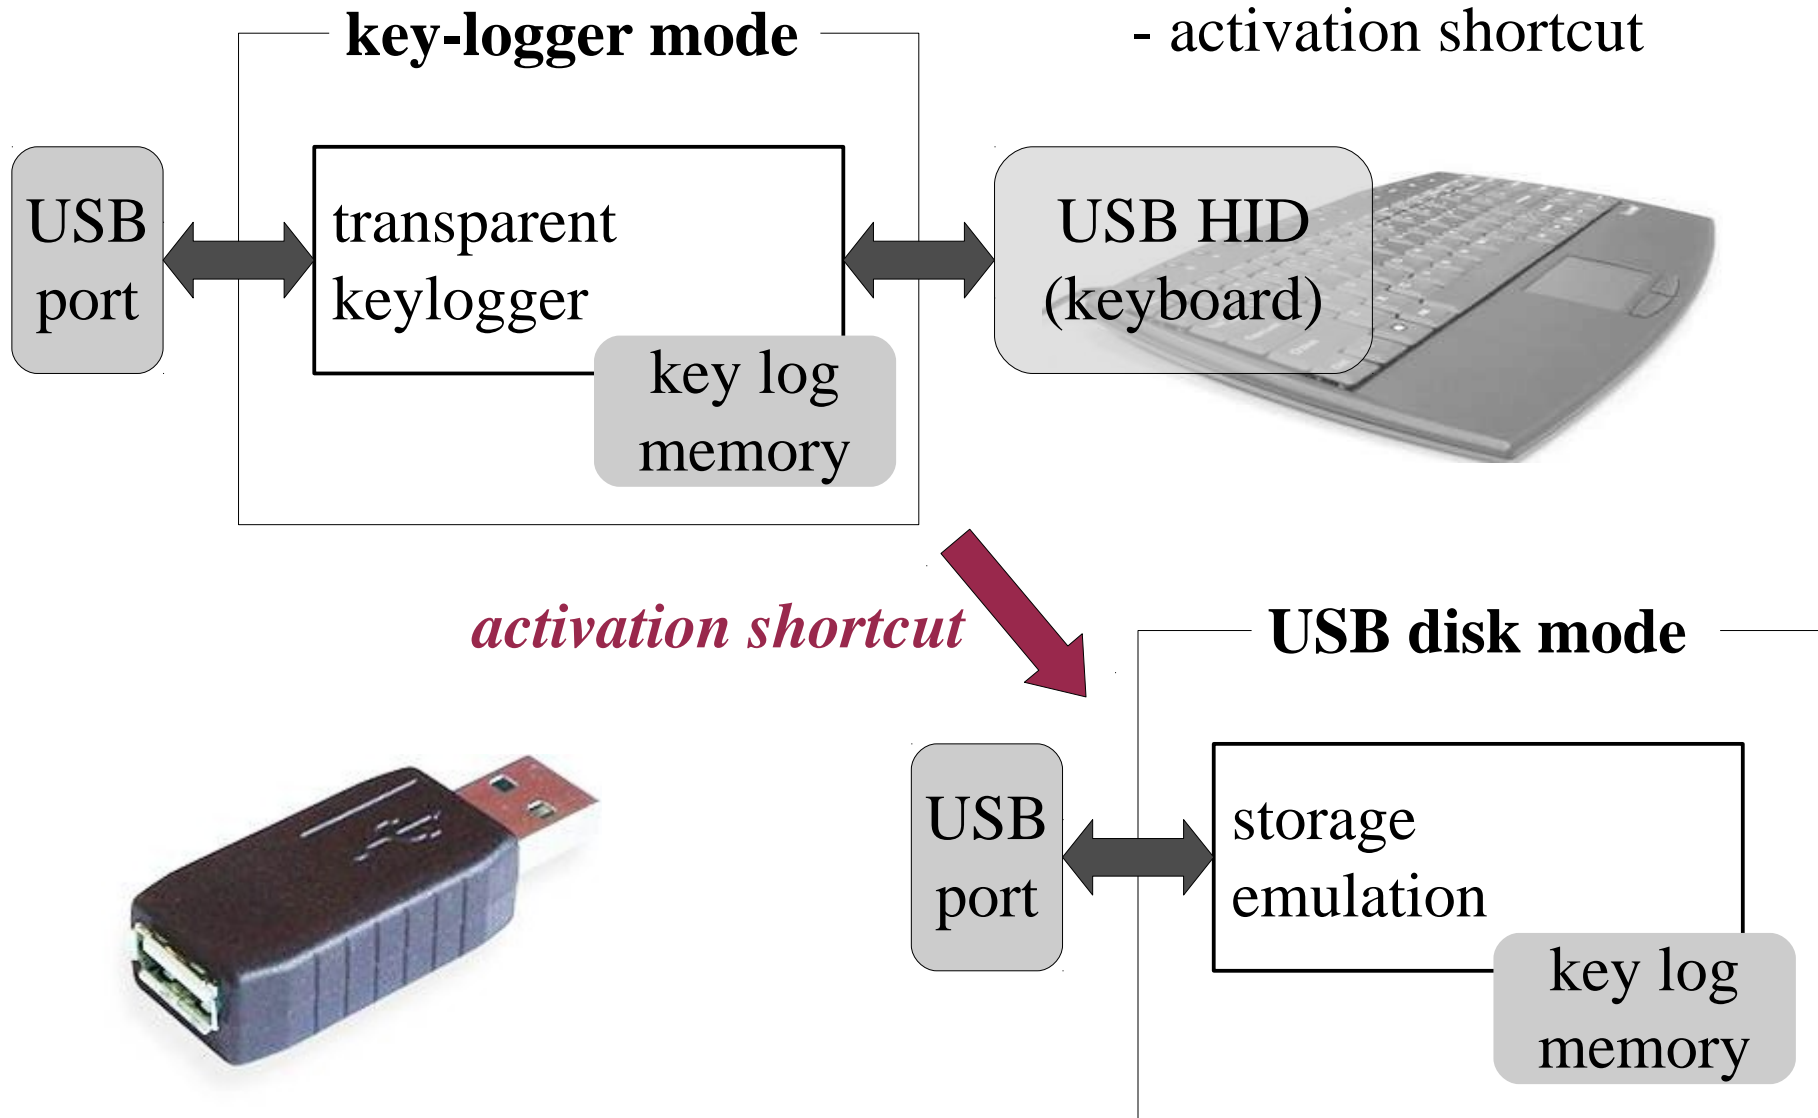 key-logger mode
- activation shortcut
USB
port
transparent
keylogger
key log
memory
USB HID
(keyboard)
activation shortcut
USB disk mode
USB
port
storage
emulation
key log
memory